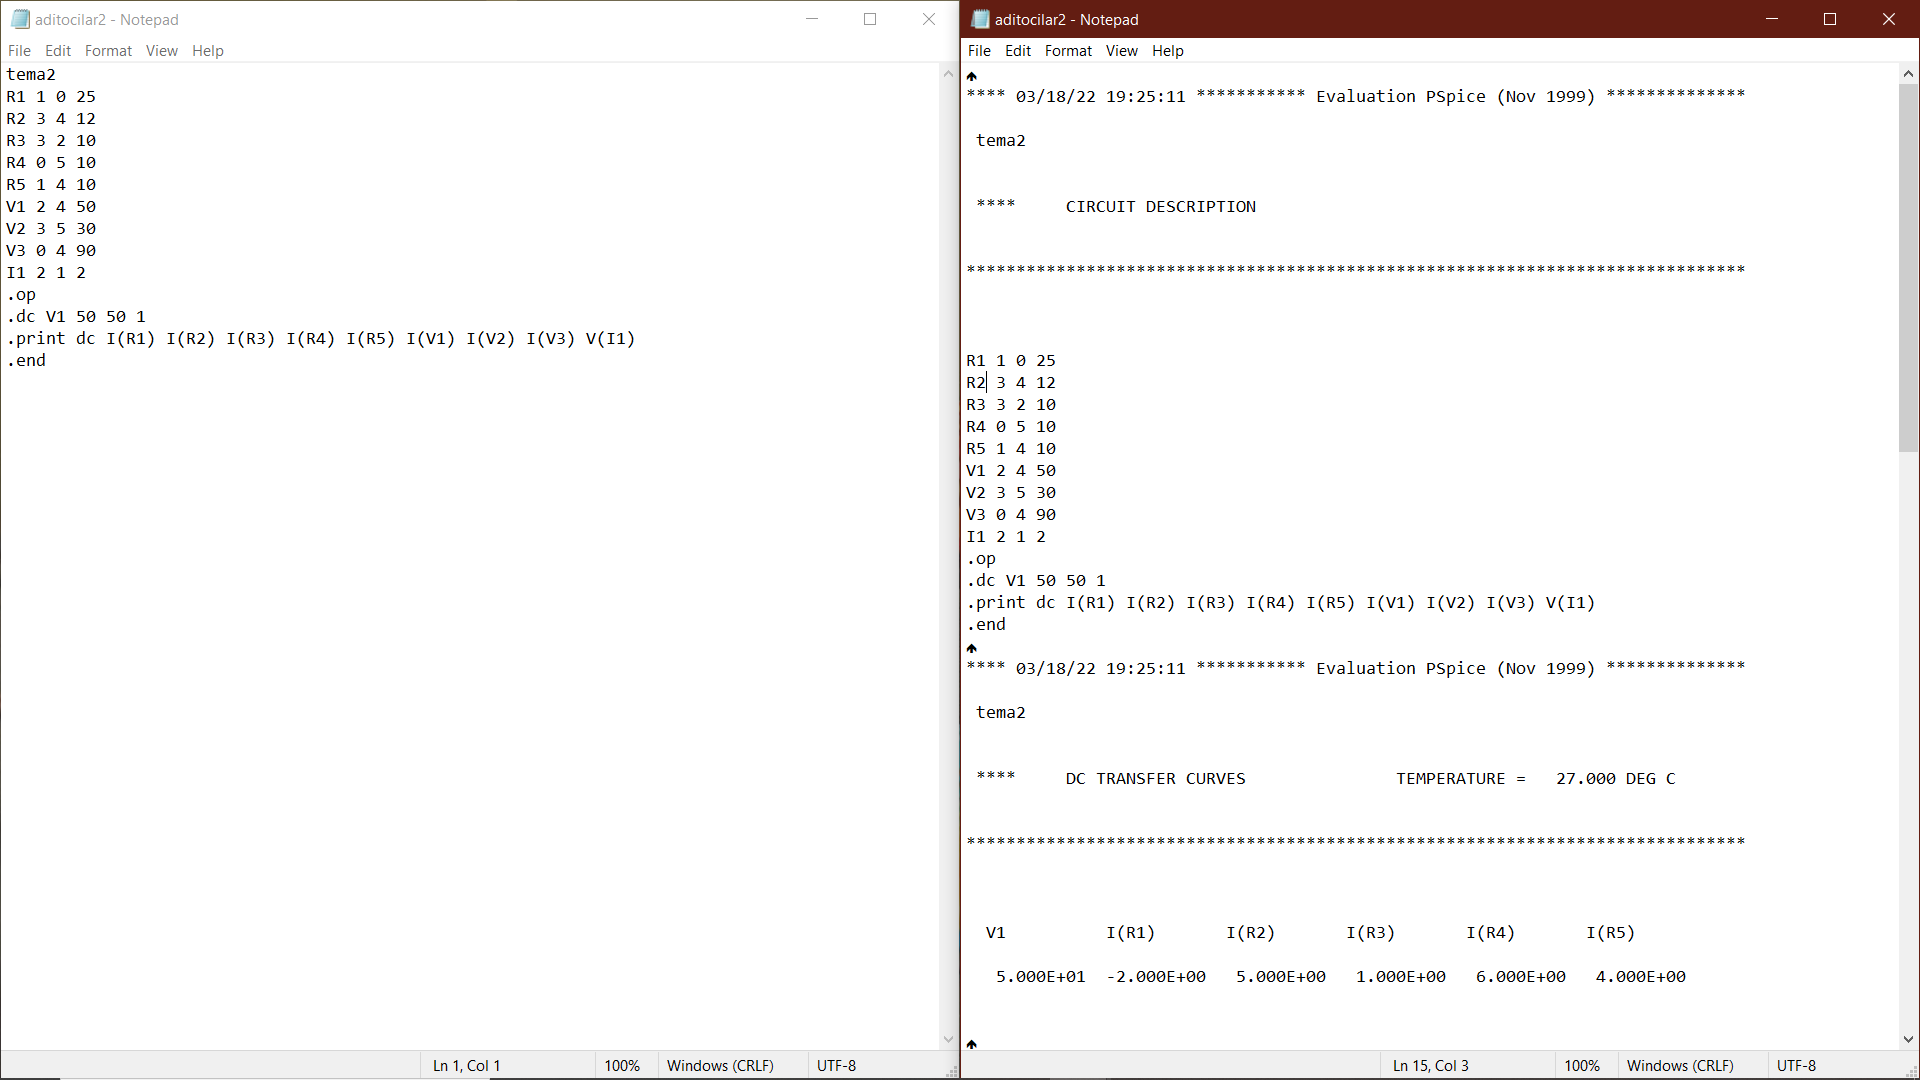 aditocilar2 - Notepad
File Edit Format View Help
tema2
R1 1 0 25
R2 3 4 12
R3 3 2 10
R4 0 5 10
R5 1 4 10
V1 2 4 50
V2 3 5 30
V3 0 4 90
I1 2 1 2
.op
.dc V1 50 50 1
.print dc I(R1) I(R2) I(R3) I(R4) I(R5) I(V1) I(V2) I(V3) V(I1)
.end
Ln 1, Col 1 100% Windows (CRLF) UTF-8
aditocilar2 - Notepad
File Edit Format View Help
**** 03/18/22 19:25:11 *********** Evaluation PSpice (Nov 1999) **************
tema2
**** CIRCUIT DESCRIPTION
******************************************************************************
R1 1 0 25
R2 3 4 12
R3 3 2 10
R4 0 5 10
R5 1 4 10
V1 2 4 50
V2 3 5 30
V3 0 4 90
I1 2 1 2
.op
.dc V1 50 50 1
.print dc I(R1) I(R2) I(R3) I(R4) I(R5) I(V1) I(V2) I(V3) V(I1)
.end
**** 03/18/22 19:25:11 *********** Evaluation PSpice (Nov 1999) **************
tema2
**** DC TRANSFER CURVES TEMPERATURE = 27.000 DEG C
******************************************************************************
V1 I(R1) I(R2) I(R3) I(R4) I(R5)
5.000E+01 -2.000E+00 5.000E+00 1.000E+00 6.000E+00 4.000E+00
Ln 15, Col 3 100% Windows (CRLF) UTF-8